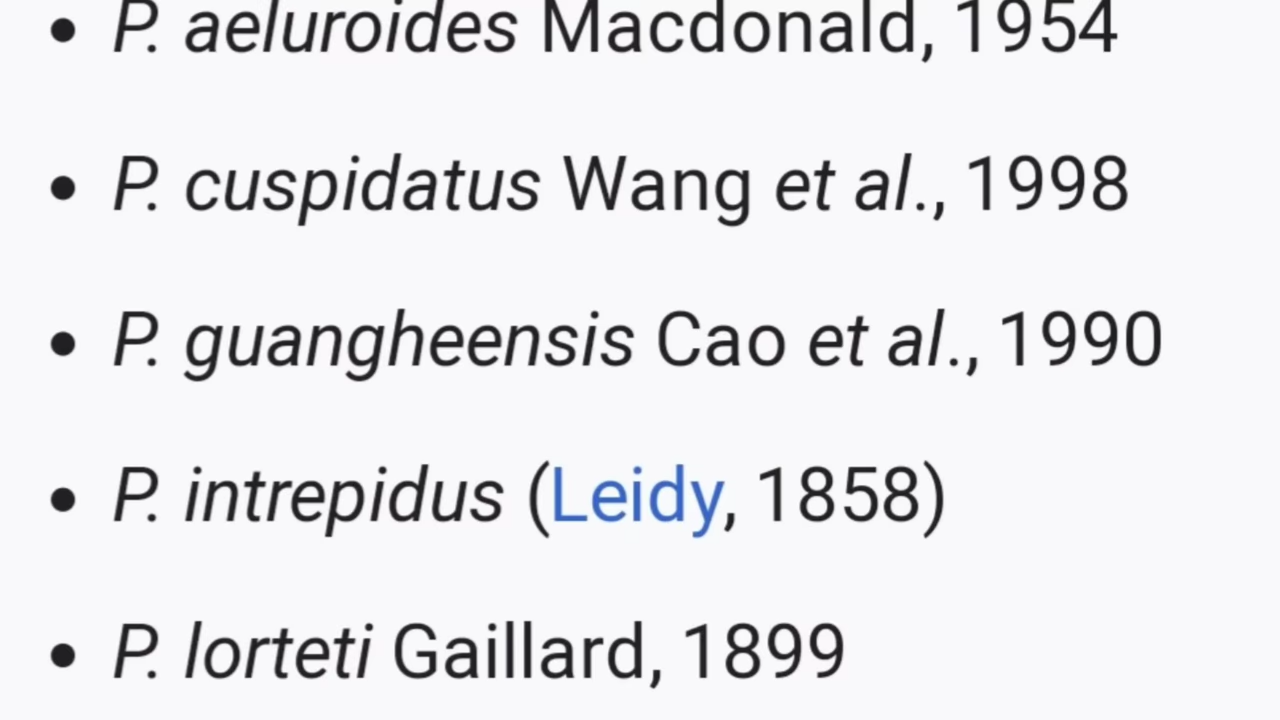 • P. aeluroides Macdonald, 1954
• P. cuspidatus Wang et al., 1998
• P. guangheensis Cao et al., 1990
• P. intrepidus (Leidy, 1858)
• P. lorteti Gaillard, 1899